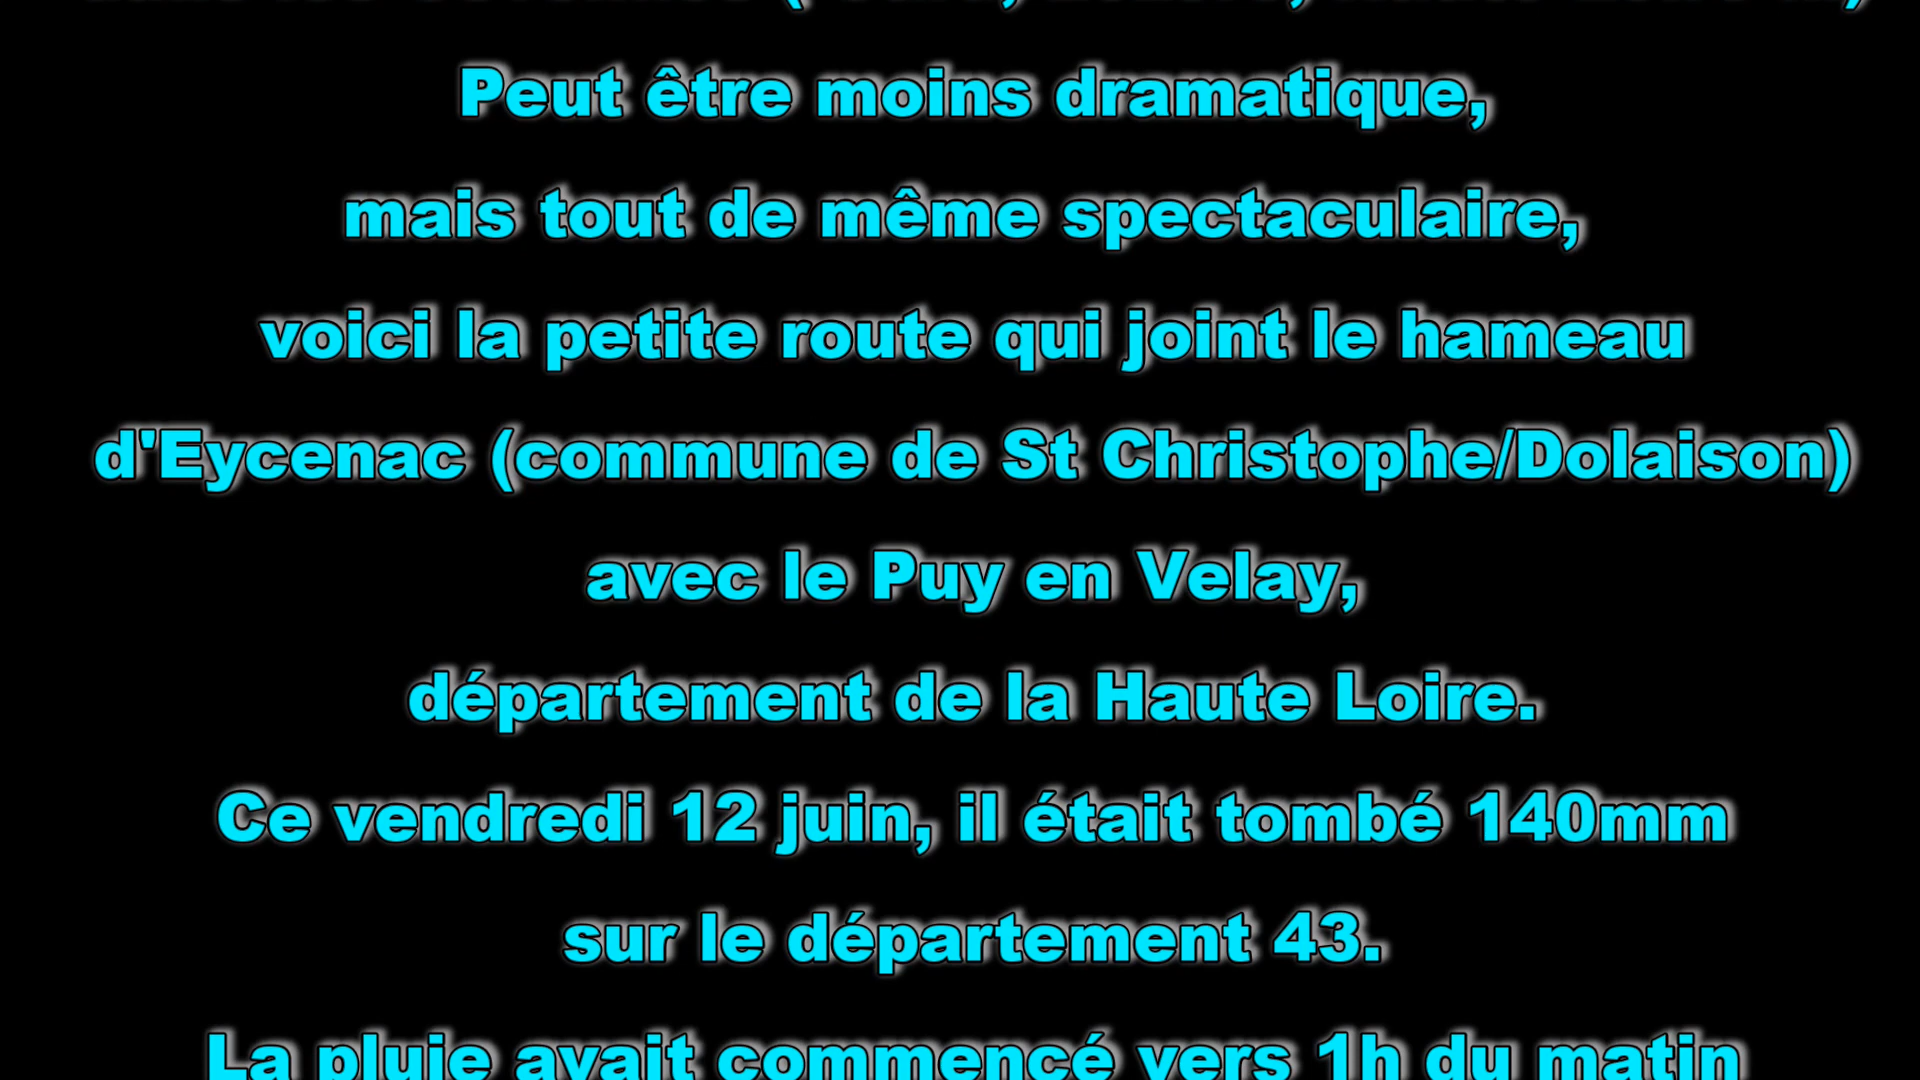 Peut être moins dramatique,
mais tout de même spectaculaire,
voici la petite route qui joint le hameau
d'Eycenac (commune de St Christophe/Dolaison)
avec le Puy en Velay,
département de la Haute Loire.
Ce vendredi 12 juin, il était tombé 140mm
sur le département 43.
La pluie avait commencé vers 1h du matin